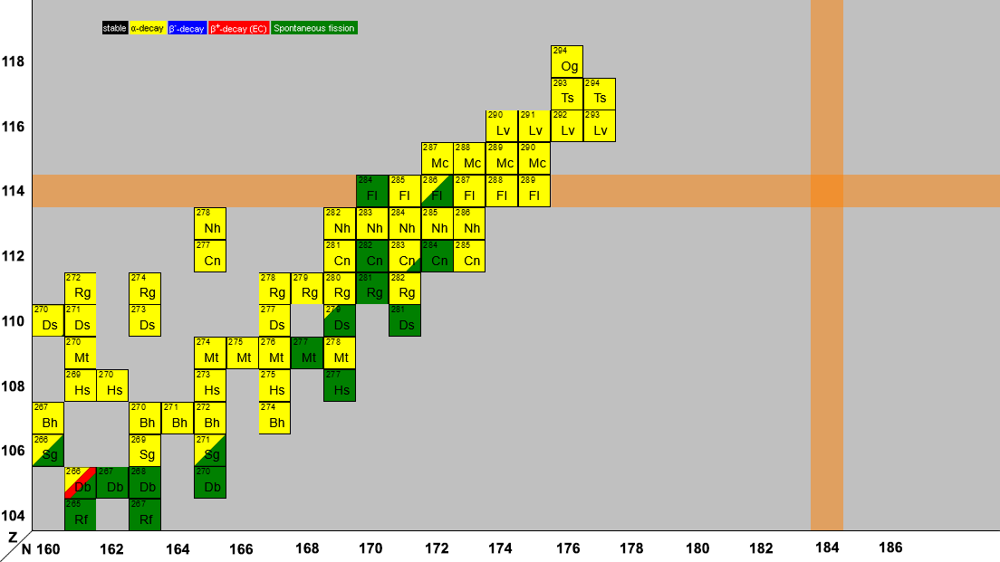 stable α-decay β⁻-decay β⁺-decay (EC) Spontaneous fission
118
294 Og
293 Ts 294 Ts
116
290 Lv 291 Lv 292 Lv 293 Lv
287 Mc 288 Mc 289 Mc 290 Mc
114
284 Fl 285 Fl 286 Fl 287 Fl 288 Fl 289 Fl
278 Nh 282 Nh 283 Nh 284 Nh 285 Nh 286 Nh
112
277 Cn 281 Cn 282 Cn 283 Cn 284 Cn 285 Cn
272 Rg 274 Rg 278 Rg 279 Rg 280 Rg 281 Rg 282 Rg
110
270 Ds 271 Ds 273 Ds 277 Ds 279 Ds 281 Ds
270 Mt 274 Mt 275 Mt 276 Mt 277 Mt 278 Mt
108
269 Hs 270 Hs 273 Hs 275 Hs 277 Hs
267 Bh 270 Bh 271 Bh 272 Bh 274 Bh
106
266 Sg 269 Sg 271 Sg
266 Db 267 Db 268 Db 270 Db
104
265 Rf 267 Rf
Z
N 160 162 164 166 168 170 172 174 176 178 180 182 184 186